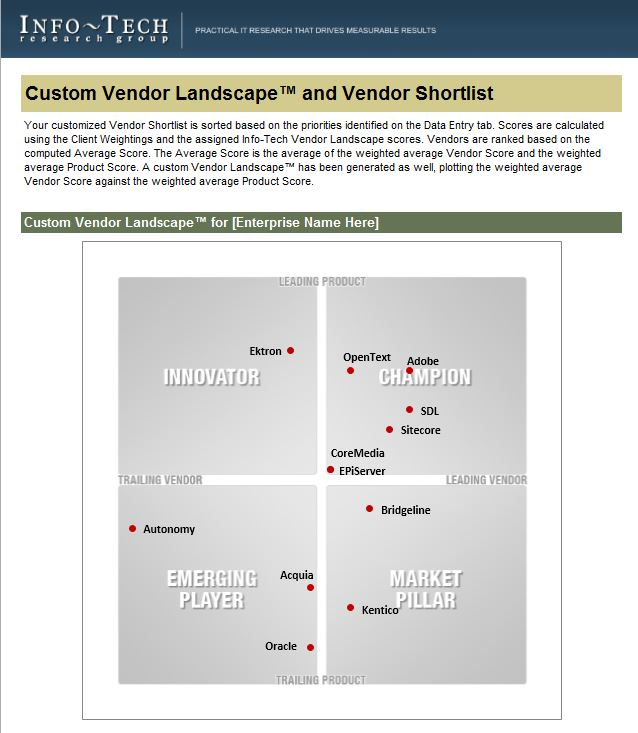 INFO~TECH
research group
PRACTICAL IT RESEARCH THAT DRIVES MEASURABLE RESULTS
Custom Vendor Landscape™ and Vendor Shortlist
Your customized Vendor Shortlist is sorted based on the priorities identified on the Data Entry tab. Scores are calculated
using the Client Weightings and the assigned Info-Tech Vendor Landscape scores. Vendors are ranked based on the
computed Average Score. The Average Score is the average of the weighted average Vendor Score and the weighted
average Product Score. A custom Vendor Landscape™ has been generated as well, plotting the weighted average
Vendor Score against the weighted average Product Score.
Custom Vendor Landscape™ for [Enterprise Name Here]
LEADING PRODUCT
Ektron
OpenText
Adobe
INNOVATOR
CHAMPION
SDL
Sitecore
CoreMedia
EPiServer
TRAILING VENDOR
LEADING VENDOR
Bridgeline
Autonomy
Acquia
EMERGING
PLAYER
MARKET
PILLAR
Kentico
Oracle
TRAILING PRODUCT